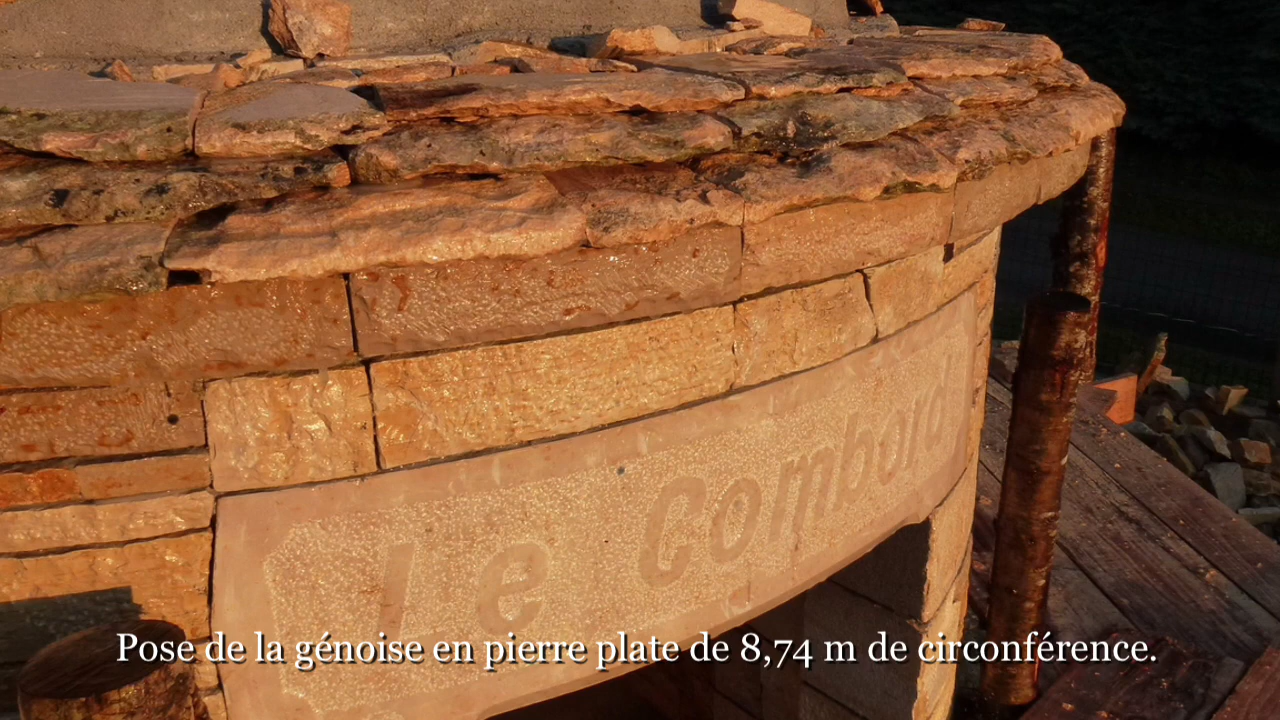 le Combord
Pose de la génoise en pierre plate de 8,74 m de circonférence.